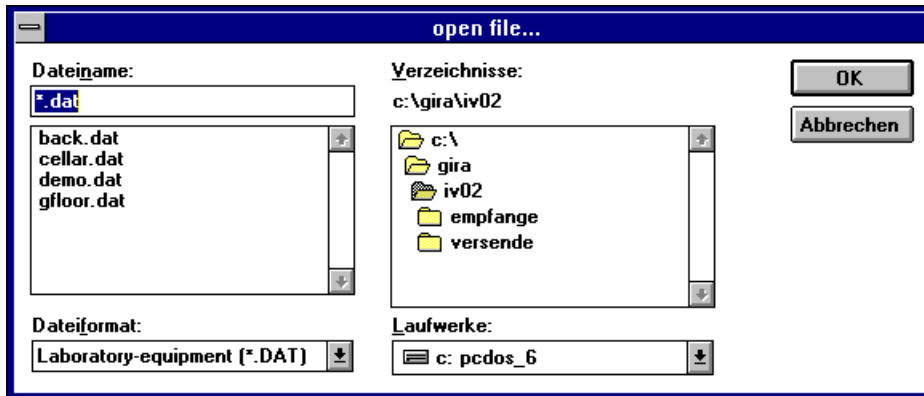 open file...
Dateiname:
*.dat
back.dat
cellar.dat
demo.dat
gfloor.dat
Dateiformat:
Laboratory-equipment (*.DAT)
Verzeichnisse:
c:\gira\iv02
c:\
gira
iv02
empfange
versende
Laufwerke:
c: pcdos_6
OK
Abbrechen